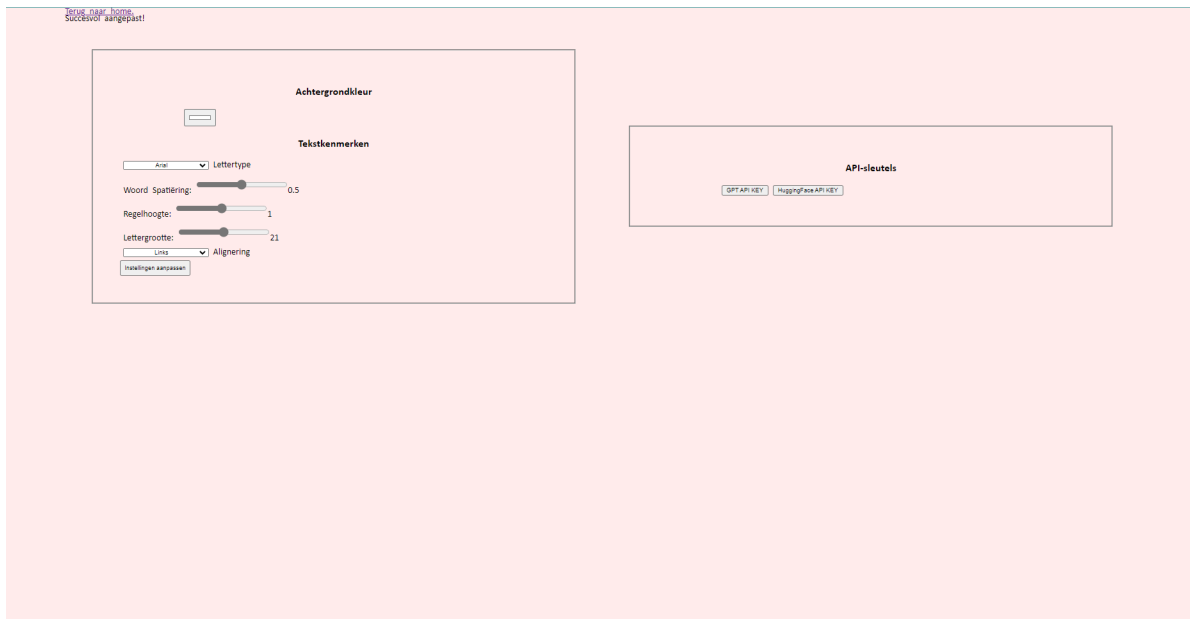 Terug naar home.
Succesvol aangepast!
Achtergrondkleur
Tekstkenmerken
Arial Lettertype
Woord Spatiëring: 0.5
Regelhoogte: 1
Lettergrootte: 21
Links Alignering
Instellingen aanpassen
API-sleutels
GPT API KEY HuggingFace API KEY